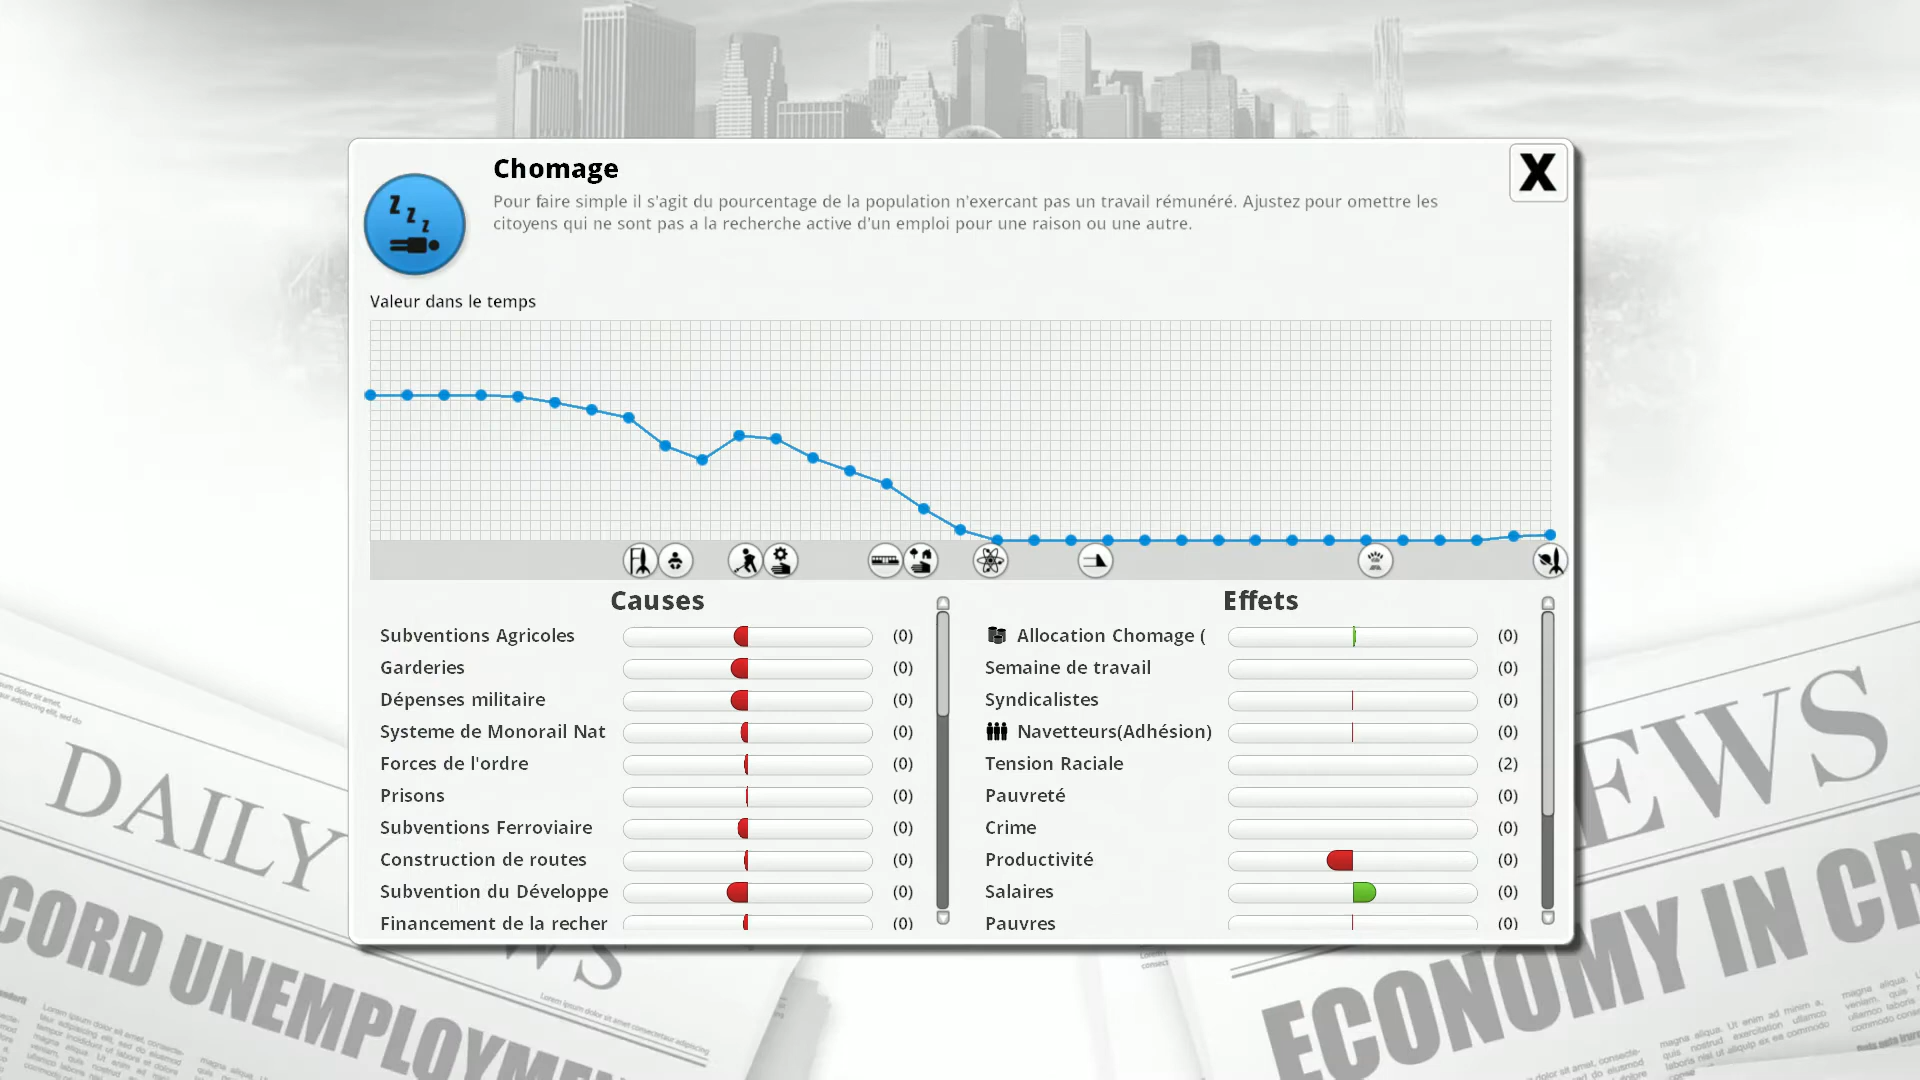 Chomage
Pour faire simple il s'agit du pourcentage de la population n'exercant pas un travail rémunéré. Ajustez pour omettre les
citoyens qui ne sont pas a la recherche active d'un emploi pour une raison ou une autre.
Valeur dans le temps
Causes
Subventions Agricoles (0)
Garderies (0)
Dépenses militaire (0)
Systeme de Monorail Nat (0)
Forces de l'ordre (0)
Prisons (0)
Subventions Ferroviaire (0)
Construction de routes (0)
Subvention du Développe (0)
Financement de la recher (0)
Effets
Allocation Chomage ( (0)
Semaine de travail (0)
Syndicalistes (0)
Navetteurs(Adhésion) (0)
Tension Raciale (2)
Pauvreté (0)
Crime (0)
Productivité (0)
Salaires (0)
Pauvres (0)
X
z z z
DAILY
NEWS
CORD UNEMPLOYMEN
EWS
ECONOMY IN CR